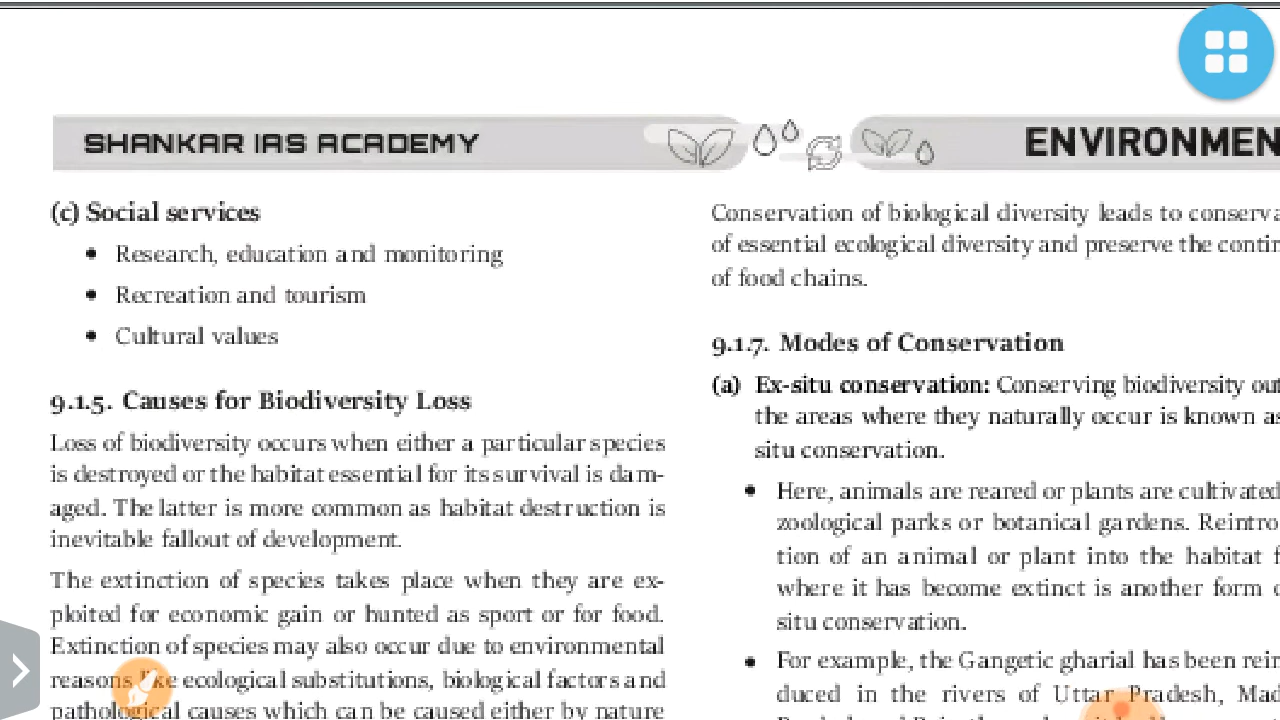 SHANKAR IAS ACADEMY
ENVIRONMEN
(c) Social services
• Research, education and monitoring
• Recreation and tourism
• Cultural values
9.1.5. Causes for Biodiversity Loss
Loss of biodiversity occurs when either a particular species
is destroyed or the habitat essential for its survival is dam-
aged. The latter is more common as habitat destruction is
inevitable fallout of development.
The extinction of species takes place when they are ex-
ploited for economic gain or hunted as sport or for food.
Extinction of species may also occur due to environmental
reasons like ecological substitutions, biological factors and
pathological causes which can be caused either by nature
Conservation of biological diversity leads to conserva
of essential ecological diversity and preserve the contin
of food chains.
9.1.7. Modes of Conservation
(a) Ex-situ conservation: Conserving biodiversity out
the areas where they naturally occur is known as
situ conservation.
• Here, animals are reared or plants are cultivated
zoological parks or botanical gardens. Reintro
tion of an animal or plant into the habitat f
where it has become extinct is another form o
situ conservation.
• For example, the Gangetic gharial has been rein
duced in the rivers of Uttar Pradesh, Mad